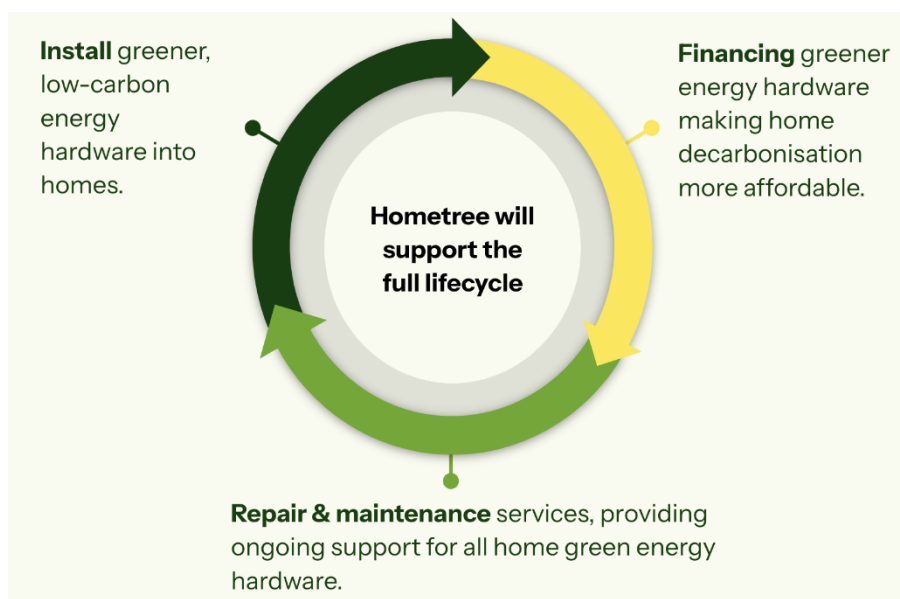 Install greener,
low-carbon
energy
hardware into
homes.
Financing greener
energy hardware
making home
decarbonisation
more affordable.
Hometree will
support the
full lifecycle
Repair & maintenance services, providing
ongoing support for all home green energy
hardware.